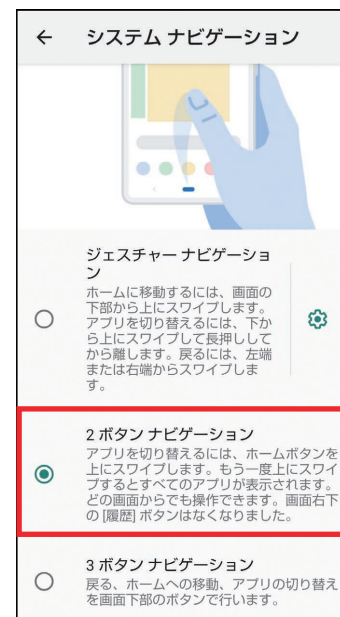 システム ナビゲーション
ジェスチャー ナビゲーショ
ン
ホームに移動するには、画面の
下部から上にスワイプします。
アプリを切り替えるには、下か
ら上にスワイプして長押しして
から離します。戻るには、左端
または右端からスワイプしま
す。
2 ボタン ナビゲーション
アプリを切り替えるには、ホームボタンを
上にスワイプします。もう一度上にスワイ
プするとすべてのアプリが表示されます。
どの画面からでも操作できます。画面右下
の [履歴] ボタンはなくなりました。
3 ボタン ナビゲーション
戻る、ホームへの移動、アプリの切り替え
を画面下部のボタンで行います。